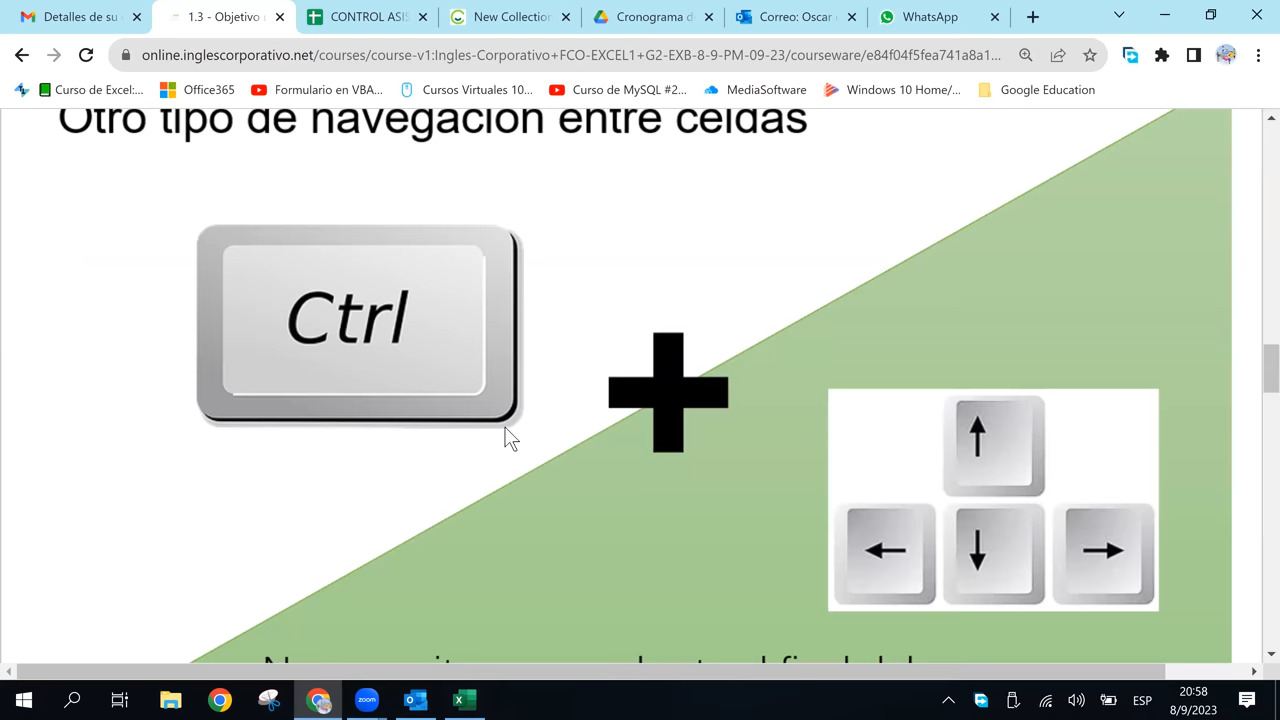 Detalles de su
1.3 - Objetivo
CONTROL ASIS
New Collection
Cronograma d
Correo: Oscar
WhatsApp
online.inglescorporativo.net/courses/course-v1:Ingles-Corporativo+FCO-EXCEL1+G2-EXB-8-9-PM-09-23/courseware/e84f04f5fea741a8a1...
Curso de Excel:...
Office365
Formulario en VBA...
Cursos Virtuales 10...
Curso de MySQL #2...
MediaSoftware
Windows 10 Home/...
Google Education
Otro tipo de navegación entre celdas
Ctrl
zoom
ESP
20:58
8/9/2023